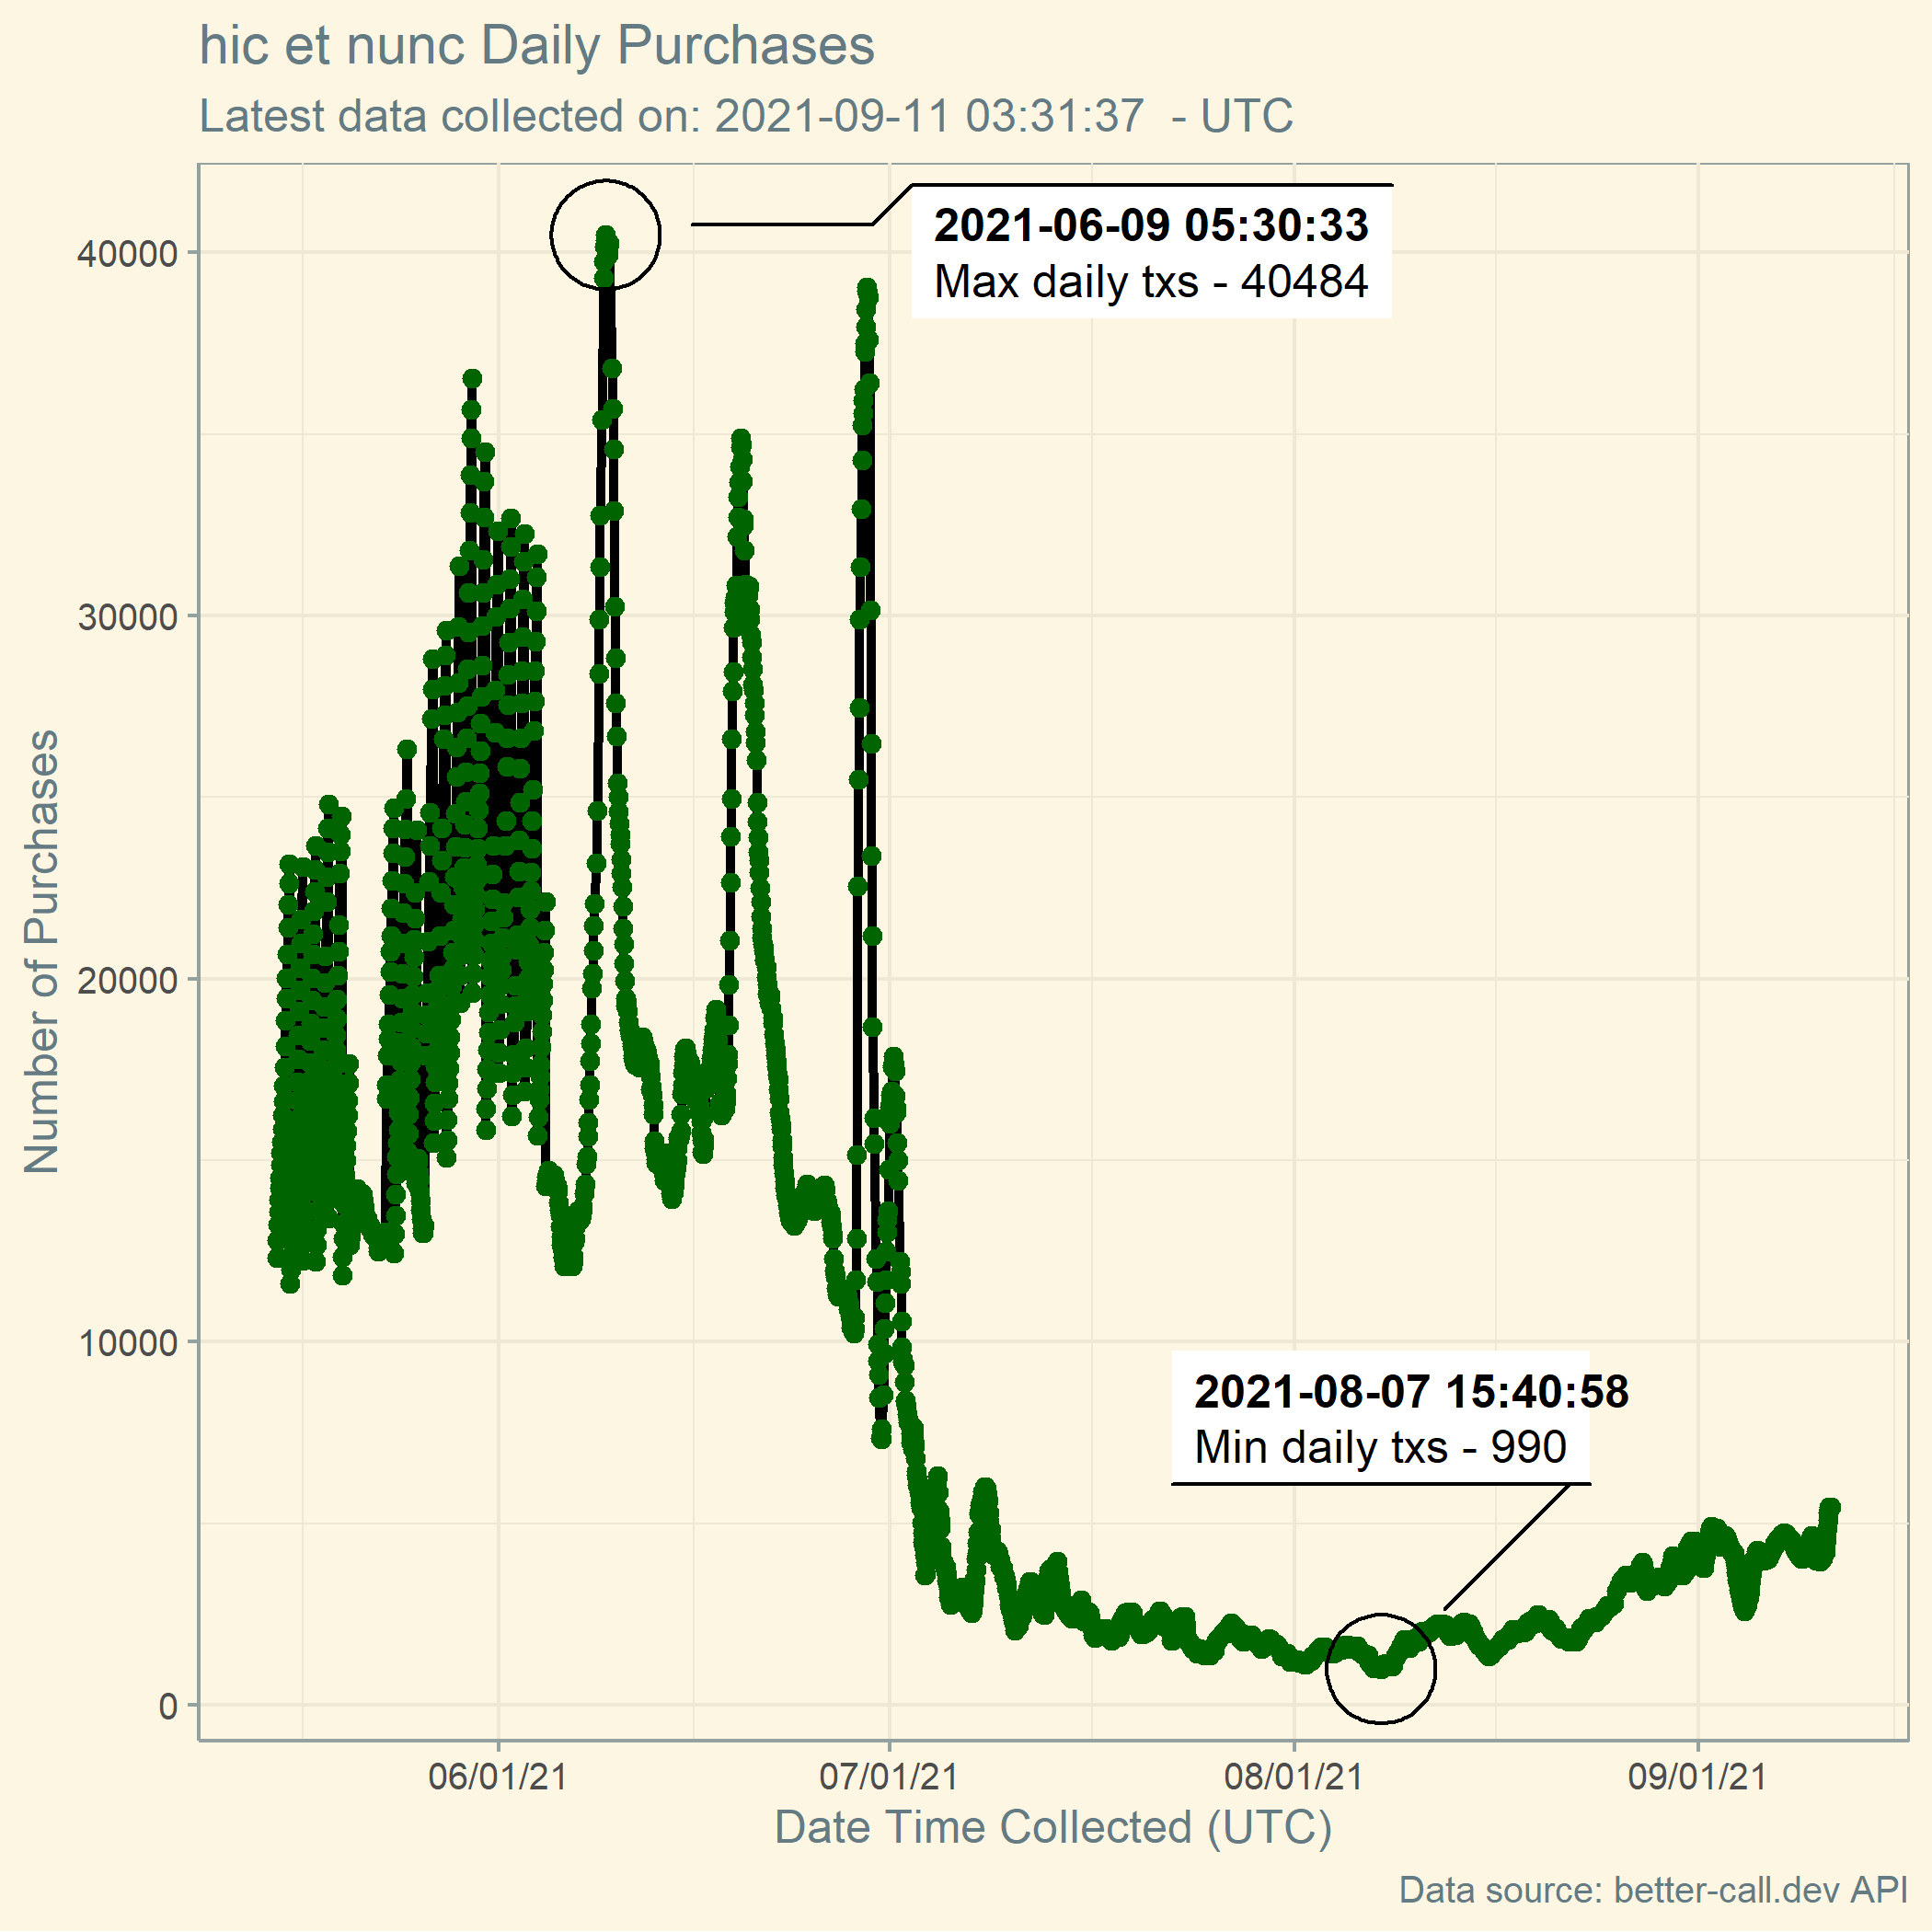 hic et nunc Daily Purchases
Latest data collected on: 2021-09-11 03:31:37  - UTC
2021-06-09 05:30:33
Max daily txs - 40484
40000
30000
20000
10000
0
Number of Purchases
2021-08-07 15:40:58
Min daily txs - 990
06/01/21 07/01/21 08/01/21 09/01/21
Date Time Collected (UTC)
Data source: better-call.dev API